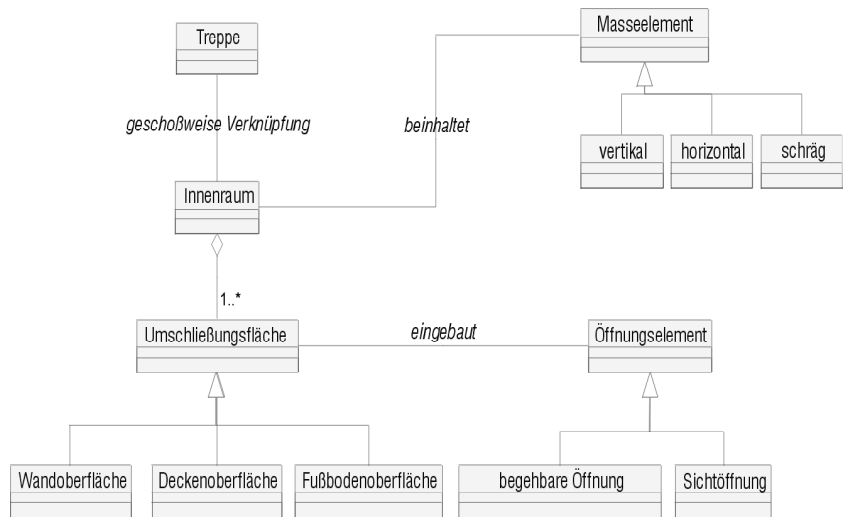 Treppe
Masseelement
geschoßweise Verknüpfung
beinhaltet
vertikal
horizontal
schräg
Innenraum
1..*
Umschließungsfläche
eingebaut
Öffnungselement
Wandoberfläche
Deckenoberfläche
Fußbodenoberfläche
begehbare Öffnung
Sichtöffnung